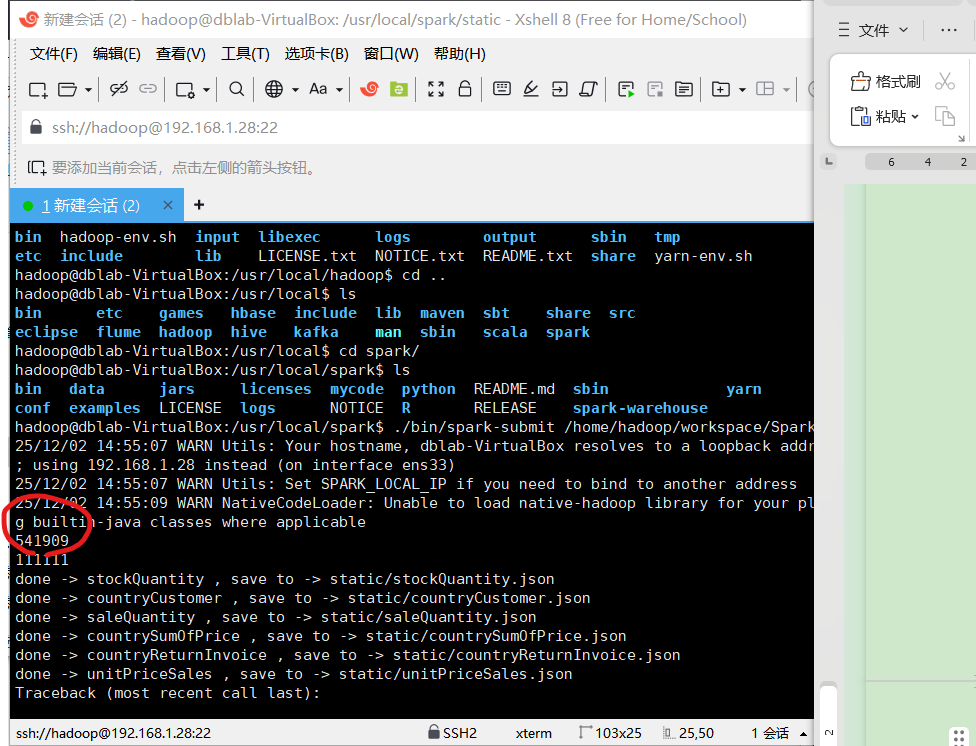 新建会话 (2) - hadoop@dblab-VirtualBox: /usr/local/spark/static - Xshell 8 (Free for Home/School)
文件(F) 编辑(E) 查看(V) 工具(T) 选项卡(B) 窗口(W) 帮助(H)
Aa
ssh://hadoop@192.168.1.28:22
要添加当前会话，点击左侧的箭头按钮。
1 新建会话 (2) × +
bin hadoop-env.sh input libexec logs output sbin tmp
etc include lib LICENSE.txt NOTICE.txt README.txt share yarn-env.sh
hadoop@dblab-VirtualBox:/usr/local/hadoop$ cd ..
hadoop@dblab-VirtualBox:/usr/local$ ls
bin etc games hbase include lib maven sbt share src
eclipse flume hadoop hive kafka man sbin scala spark
hadoop@dblab-VirtualBox:/usr/local$ cd spark/
hadoop@dblab-VirtualBox:/usr/local/spark$ ls
bin data jars licenses mycode python README.md sbin yarn
conf examples LICENSE logs NOTICE R RELEASE spark-warehouse
hadoop@dblab-VirtualBox:/usr/local/spark$ ./bin/spark-submit /home/hadoop/workspace/Spark
25/12/02 14:55:07 WARN Utils: Your hostname, dblab-VirtualBox resolves to a loopback addr
; using 192.168.1.28 instead (on interface ens33)
25/12/02 14:55:07 WARN Utils: Set SPARK_LOCAL_IP if you need to bind to another address
25/12/02 14:55:09 WARN NativeCodeLoader: Unable to load native-hadoop library for your pl
g builtin-java classes where applicable
541909
111111
done -> stockQuantity , save to -> static/stockQuantity.json
done -> countryCustomer , save to -> static/countryCustomer.json
done -> saleQuantity , save to -> static/saleQuantity.json
done -> countrySumOfPrice , save to -> static/countrySumOfPrice.json
done -> countryReturnInvoice , save to -> static/countryReturnInvoice.json
done -> unitPriceSales , save to -> static/unitPriceSales.json
Traceback (most recent call last):
ssh://hadoop@192.168.1.28:22 SSH2 xterm 103x25 25,50 1 会话
文件
格式刷
粘贴
6 4 2
2